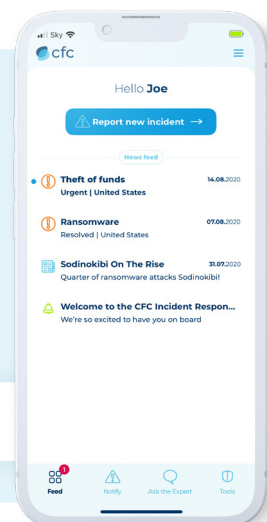 Sky
cfc
Hello Joe
Report new incident →
News feed
Theft of funds 14.08.2020
Urgent | United States
Ransomware 07.08.2020
Resolved | United States
Sodinokibi On The Rise 31.07.2020
Quarter of ransomware attacks Sodinokibi!
Welcome to the CFC Incident Respon...
We're so excited to have you on board
1
Feed Notify Ask the Expert Tools